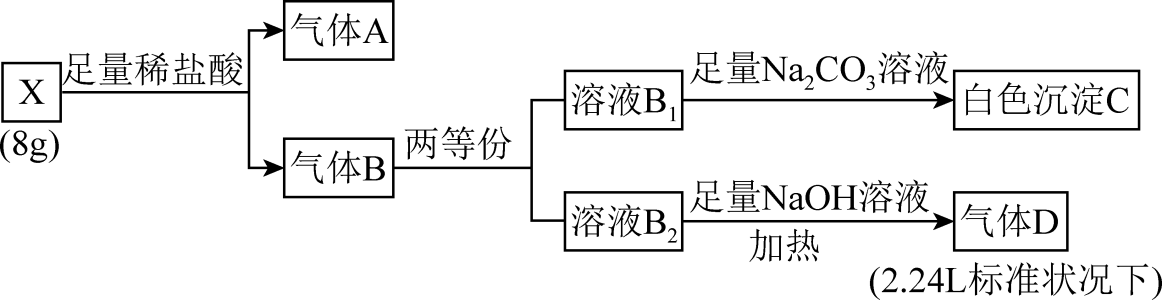 X
(8g)
足量稀盐酸
气体A
气体B
两等份
溶液B₁
足量Na₂CO₃溶液
白色沉淀C
溶液B₂
足量NaOH溶液
加热
气体D
(2.24L标准状况下)